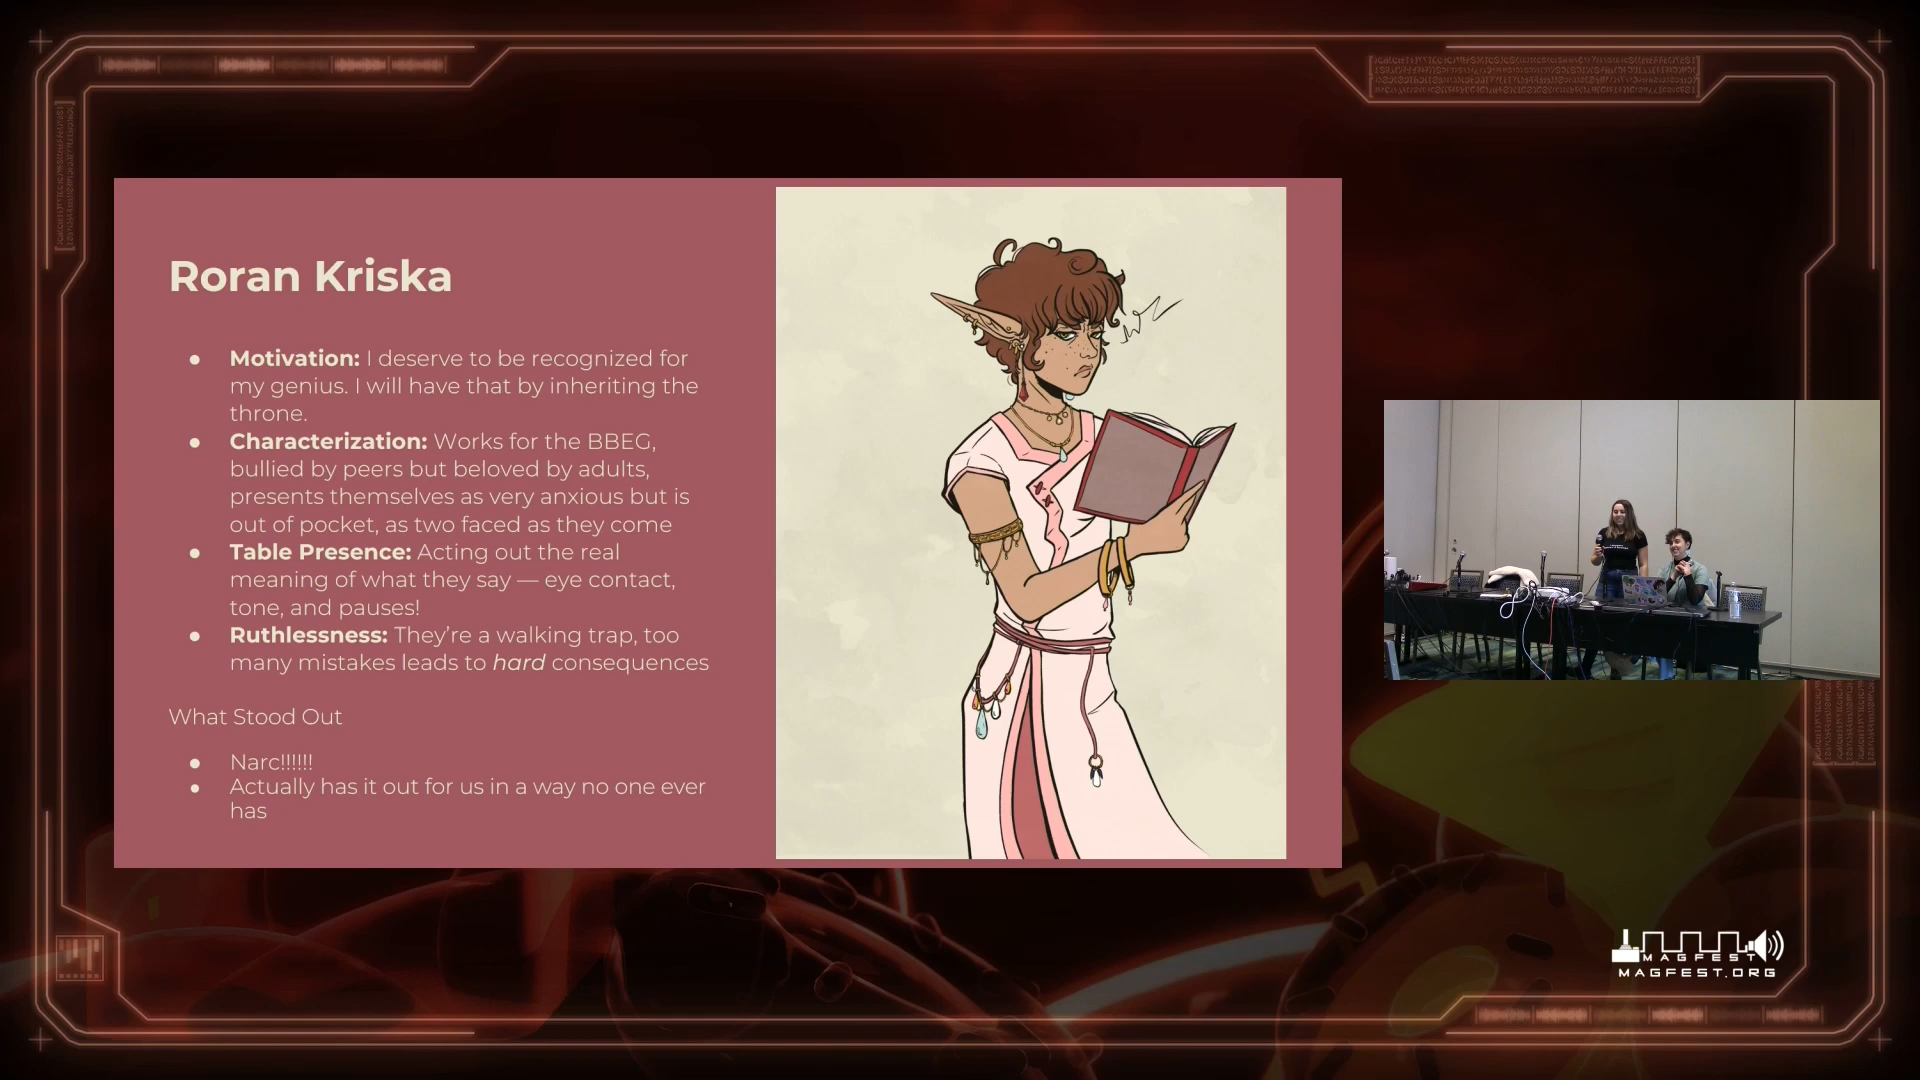 Roran Kriska
● Motivation: I deserve to be recognized for
my genius. I will have that by inheriting the
throne.
● Characterization: Works for the BBEG,
bullied by peers but beloved by adults,
presents themselves as very anxious but is
out of pocket, as two faced as they come
● Table Presence: Acting out the real
meaning of what they say — eye contact,
tone, and pauses!
● Ruthlessness: They’re a walking trap, too
many mistakes leads to hard consequences
What Stood Out
● Narc!!!!!!
● Actually has it out for us in a way no one ever
has
MAGFEST
MAGFEST.ORG